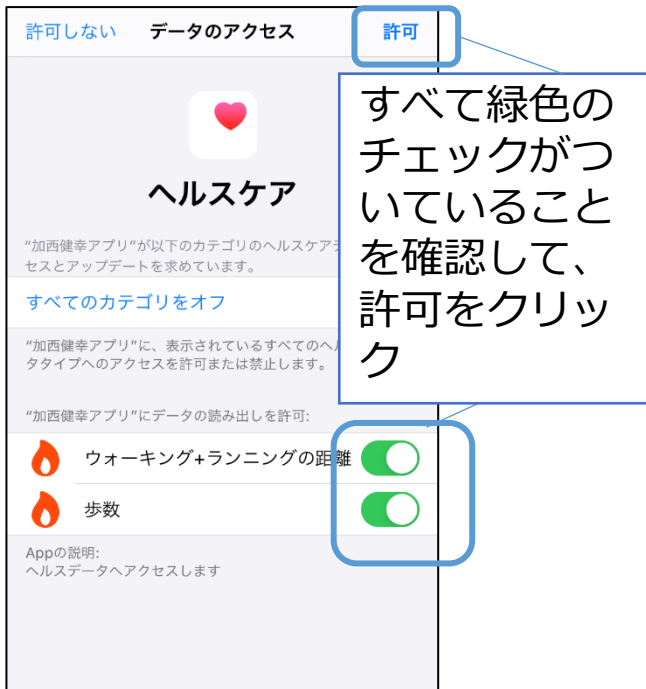 許可しない データのアクセス 許可
すべて緑色の
チェックがつ
いていること
を確認して、
許可をクリッ
ク
ヘルスケア
“加西健幸アプリ”が以下のカテゴリのヘルスケアデ
セスとアップデートを求めています。
すべてのカテゴリをオフ
“加西健幸アプリ”に、表示されているすべてのヘル
タタイプへのアクセスを許可または禁止します。
“加西健幸アプリ”にデータの読み出しを許可:
ウォーキング+ランニングの距離
歩数
Appの説明:
ヘルスデータへアクセスします